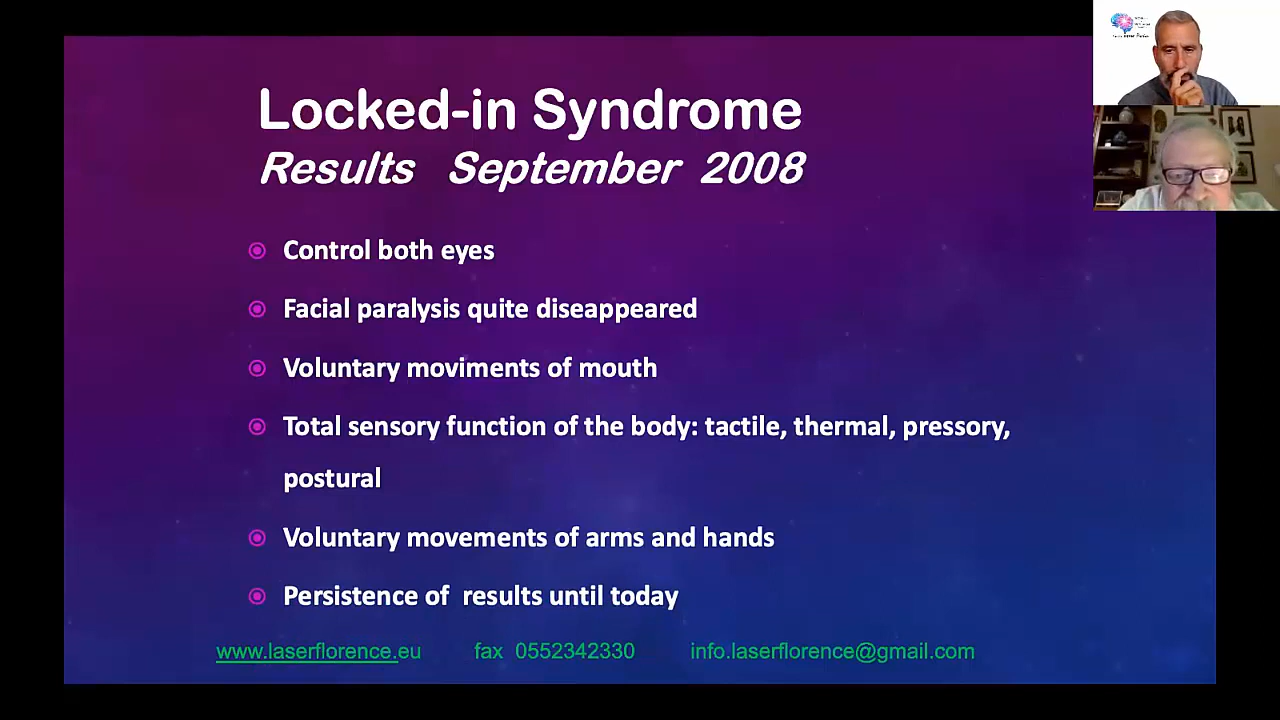 Locked-in Syndrome
Results September 2008
Control both eyes
Facial paralysis quite diseappeared
Voluntary moviments of mouth
Total sensory function of the body: tactile, thermal, pressory,
postural
Voluntary movements of arms and hands
Persistence of results until today
www.laserflorence.eu fax 0552342330 info.laserflorence@gmail.com